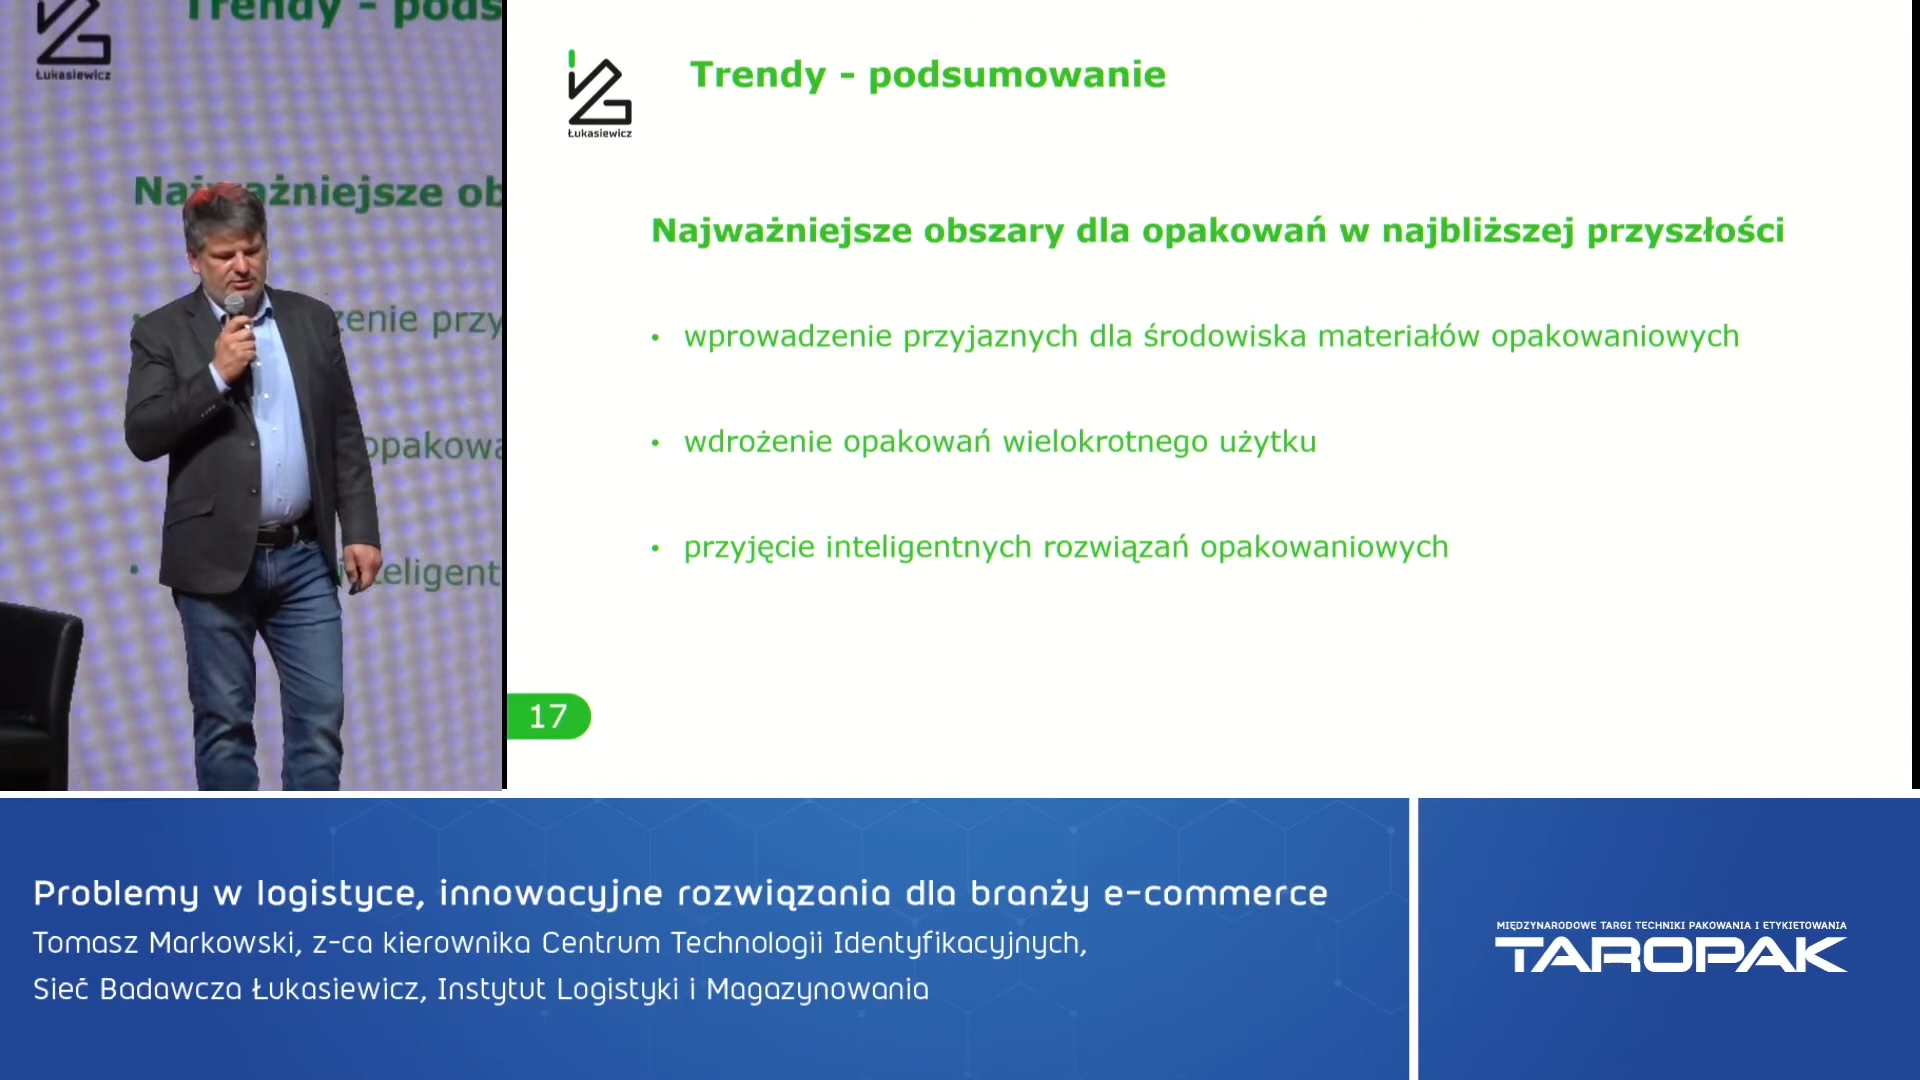 Trendy - pods
Łukasiewicz
Najważniejsze ob
zenie przy
opakowa
inteligent
Łukasiewicz
Trendy - podsumowanie
Najważniejsze obszary dla opakowań w najbliższej przyszłości
• wprowadzenie przyjaznych dla środowiska materiałów opakowaniowych
• wdrożenie opakowań wielokrotnego użytku
• przyjęcie inteligentnych rozwiązań opakowaniowych
17
Problemy w logistyce, innowacyjne rozwiązania dla branży e-commerce
Tomasz Markowski, z-ca kierownika Centrum Technologii Identyfikacyjnych,
Sieć Badawcza Łukasiewicz, Instytut Logistyki i Magazynowania
MIĘDZYNARODOWE TARGI TECHNIKI PAKOWANIA I ETYKIETOWANIA
TAROPAK